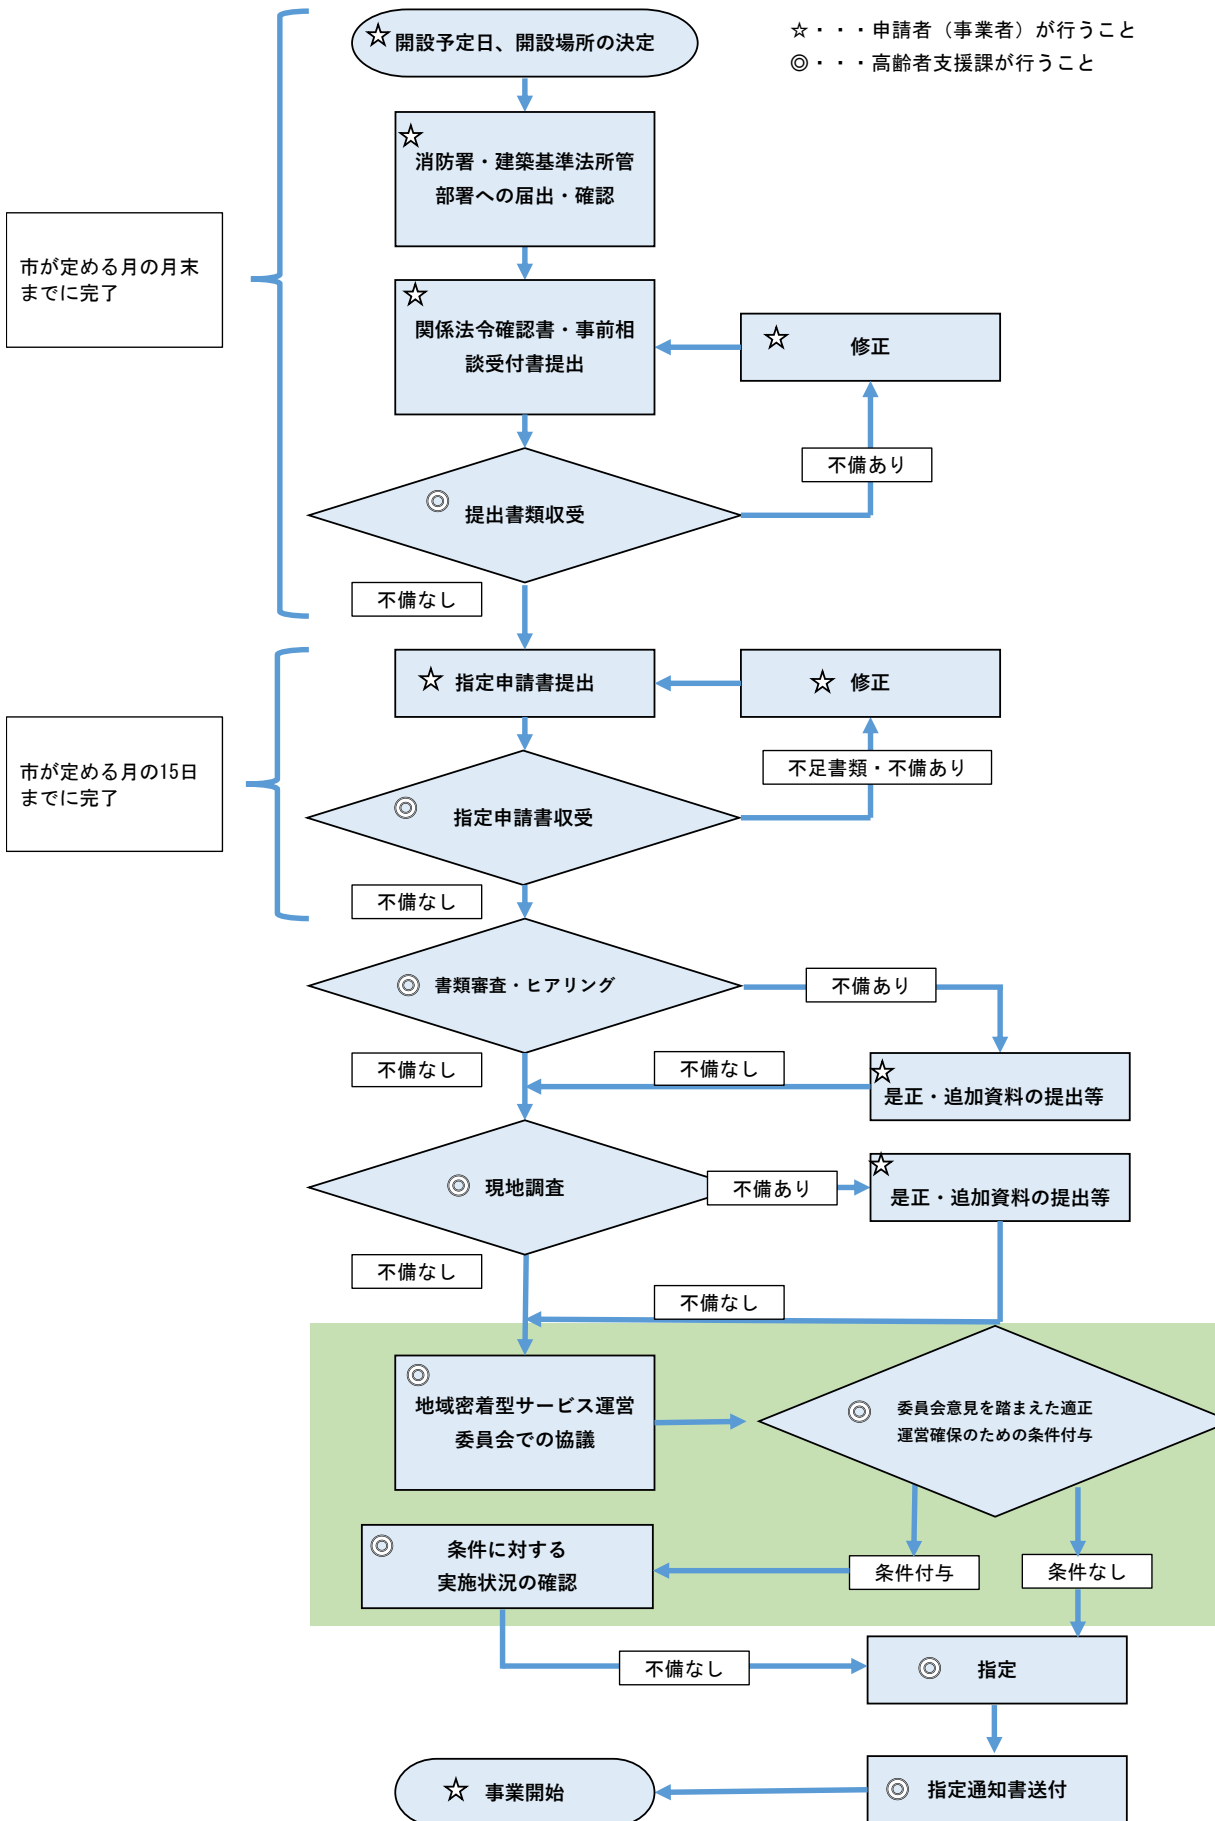 ☆開設予定日、開設場所の決定
☆・・・申請者（事業者）が行うこと
◎・・・高齢者支援課が行うこと
☆
消防署・建築基準法所管
部署への届出・確認
市が定める月の月末
までに完了
☆
関係法令確認書・事前相
談受付書提出
☆ 修正
不備あり
◎ 提出書類収受
不備なし
☆ 指定申請書提出
☆ 修正
不足書類・不備あり
市が定める月の15日
までに完了
◎ 指定申請書収受
不備なし
◎ 書類審査・ヒアリング
不備あり
不備なし
不備なし
☆
是正・追加資料の提出等
◎ 現地調査
不備あり
☆
是正・追加資料の提出等
不備なし
不備なし
◎
地域密着型サービス運営
委員会での協議
◎ 委員会意見を踏まえた適正
運営確保のための条件付与
◎ 条件に対する
実施状況の確認
条件付与
条件なし
不備なし
◎ 指定
☆ 事業開始
◎ 指定通知書送付